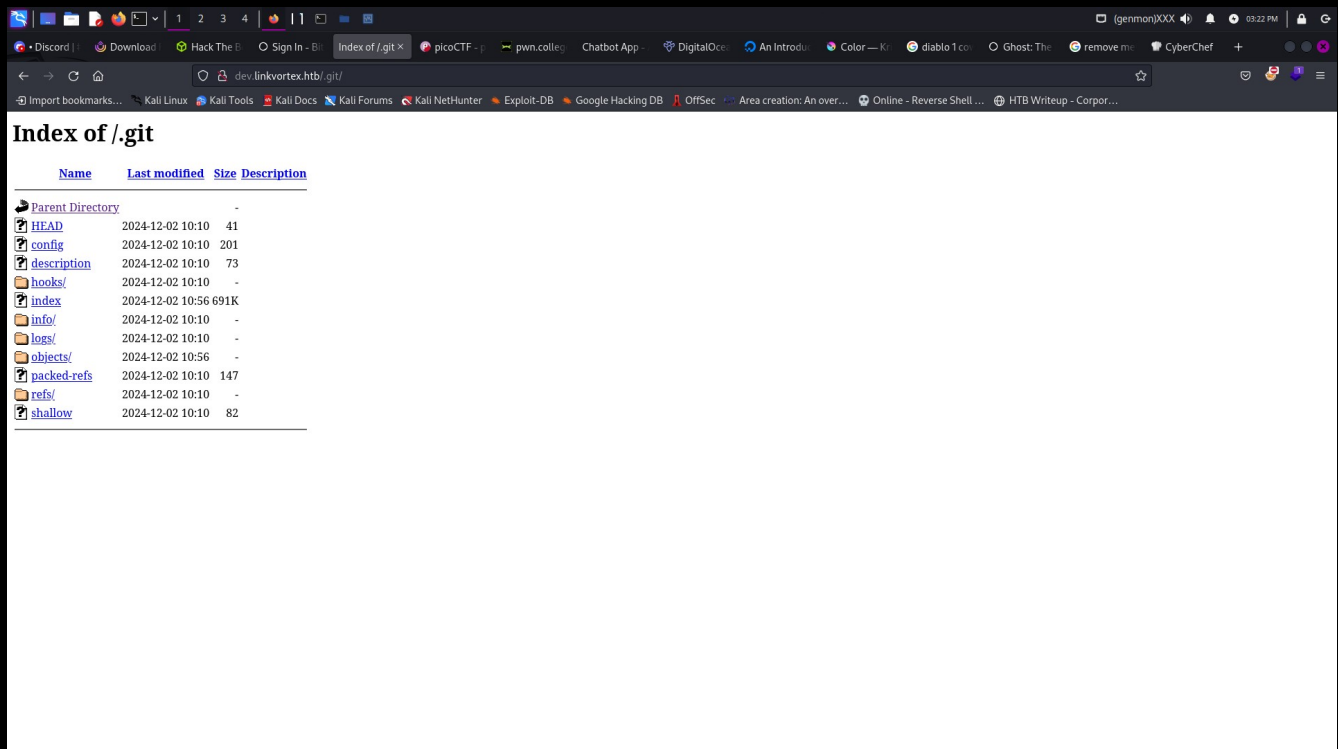 1 2 3 4 (genmon)XXX 03:22 PM
• Discord | Download Hack The B Sign In - Bi Index of /.git × picoCTF - p pwn.colleg Chatbot App - DigitalOce An Introdu Color — Kr diablo 1 co Ghost: The remove me CyberChef +
dev.linkvortex.htb/.git/
Import bookmarks... Kali Linux Kali Tools Kali Docs Kali Forums Kali NetHunter Exploit-DB Google Hacking DB OffSec Area creation: An over... Online - Reverse Shell ... HTB Writeup - Corpor...
Index of /.git
Name Last modified Size Description
Parent Directory -
HEAD 2024-12-02 10:10 41
config 2024-12-02 10:10 201
description 2024-12-02 10:10 73
hooks/ 2024-12-02 10:10 -
index 2024-12-02 10:56 691K
info/ 2024-12-02 10:10 -
logs/ 2024-12-02 10:10 -
objects/ 2024-12-02 10:56 -
packed-refs 2024-12-02 10:10 147
refs/ 2024-12-02 10:10 -
shallow 2024-12-02 10:10 82